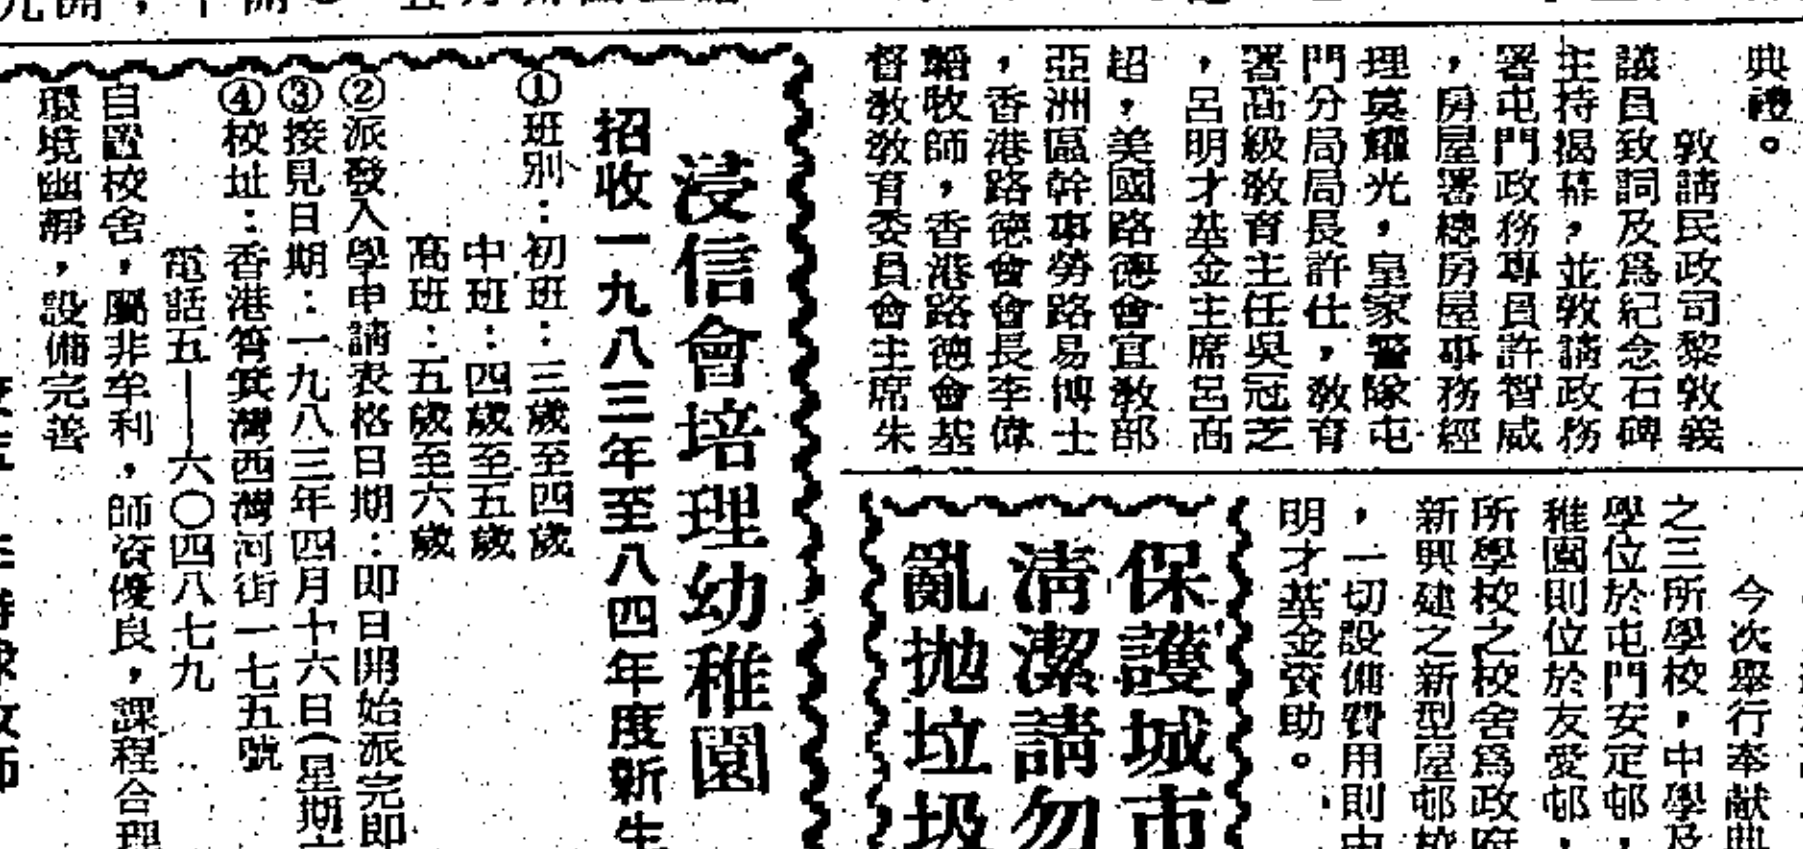 典禮。
敦請民政司黎敦義
議員致詞及爲紀念石碑
主持揭幕，並敦請政務
署屯門政務專員許智威
，房屋署總房屋事務經
理莫耀光，皇家警隊屯
門分局局長許仕，教育
署高級教育主任吳冠芝
，呂明才基金主席呂高
超，美國路德會宣教部
亞洲區幹事勞路易博士
，香港路德會會長李偉
牧師，香港路德會基
督教教育委員會主席朱
今次舉行奉献典
之三所學校，中學及
學位於屯門安定邨，
稚園則位於友愛邨，
所學校之校舍爲政府
新興建之新型屋邨校
，一切設備費用則由
明才基金資助。
保護城市
清潔請勿
亂拋垃圾
浸信會培理幼稚園
招收一九八三年至八四年度新生
①班別：初班：三歲至四歲
中班：四歲至五歲
高班：五歲至六歲
②派發入學申請表格日期：即日開始派完即
③接見日期：一九八三年四月十六日（星期六
④校址：香港筲箕灣西灣河街一七五號
電話五——六〇四八七九
自置校舍，屬非牟利，師資優良，課程合理
環境幽靜，設備完善